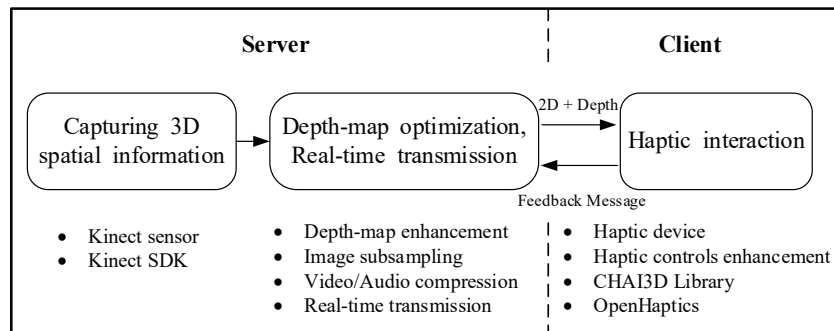 Server
Client
Capturing 3D
spatial information
Depth-map optimization,
Real-time transmission
2D + Depth
Feedback Message
Haptic interaction
• Kinect sensor
• Kinect SDK
• Depth-map enhancement
• Image subsampling
• Video/Audio compression
• Real-time transmission
• Haptic device
• Haptic controls enhancement
• CHAI3D Library
• OpenHaptics